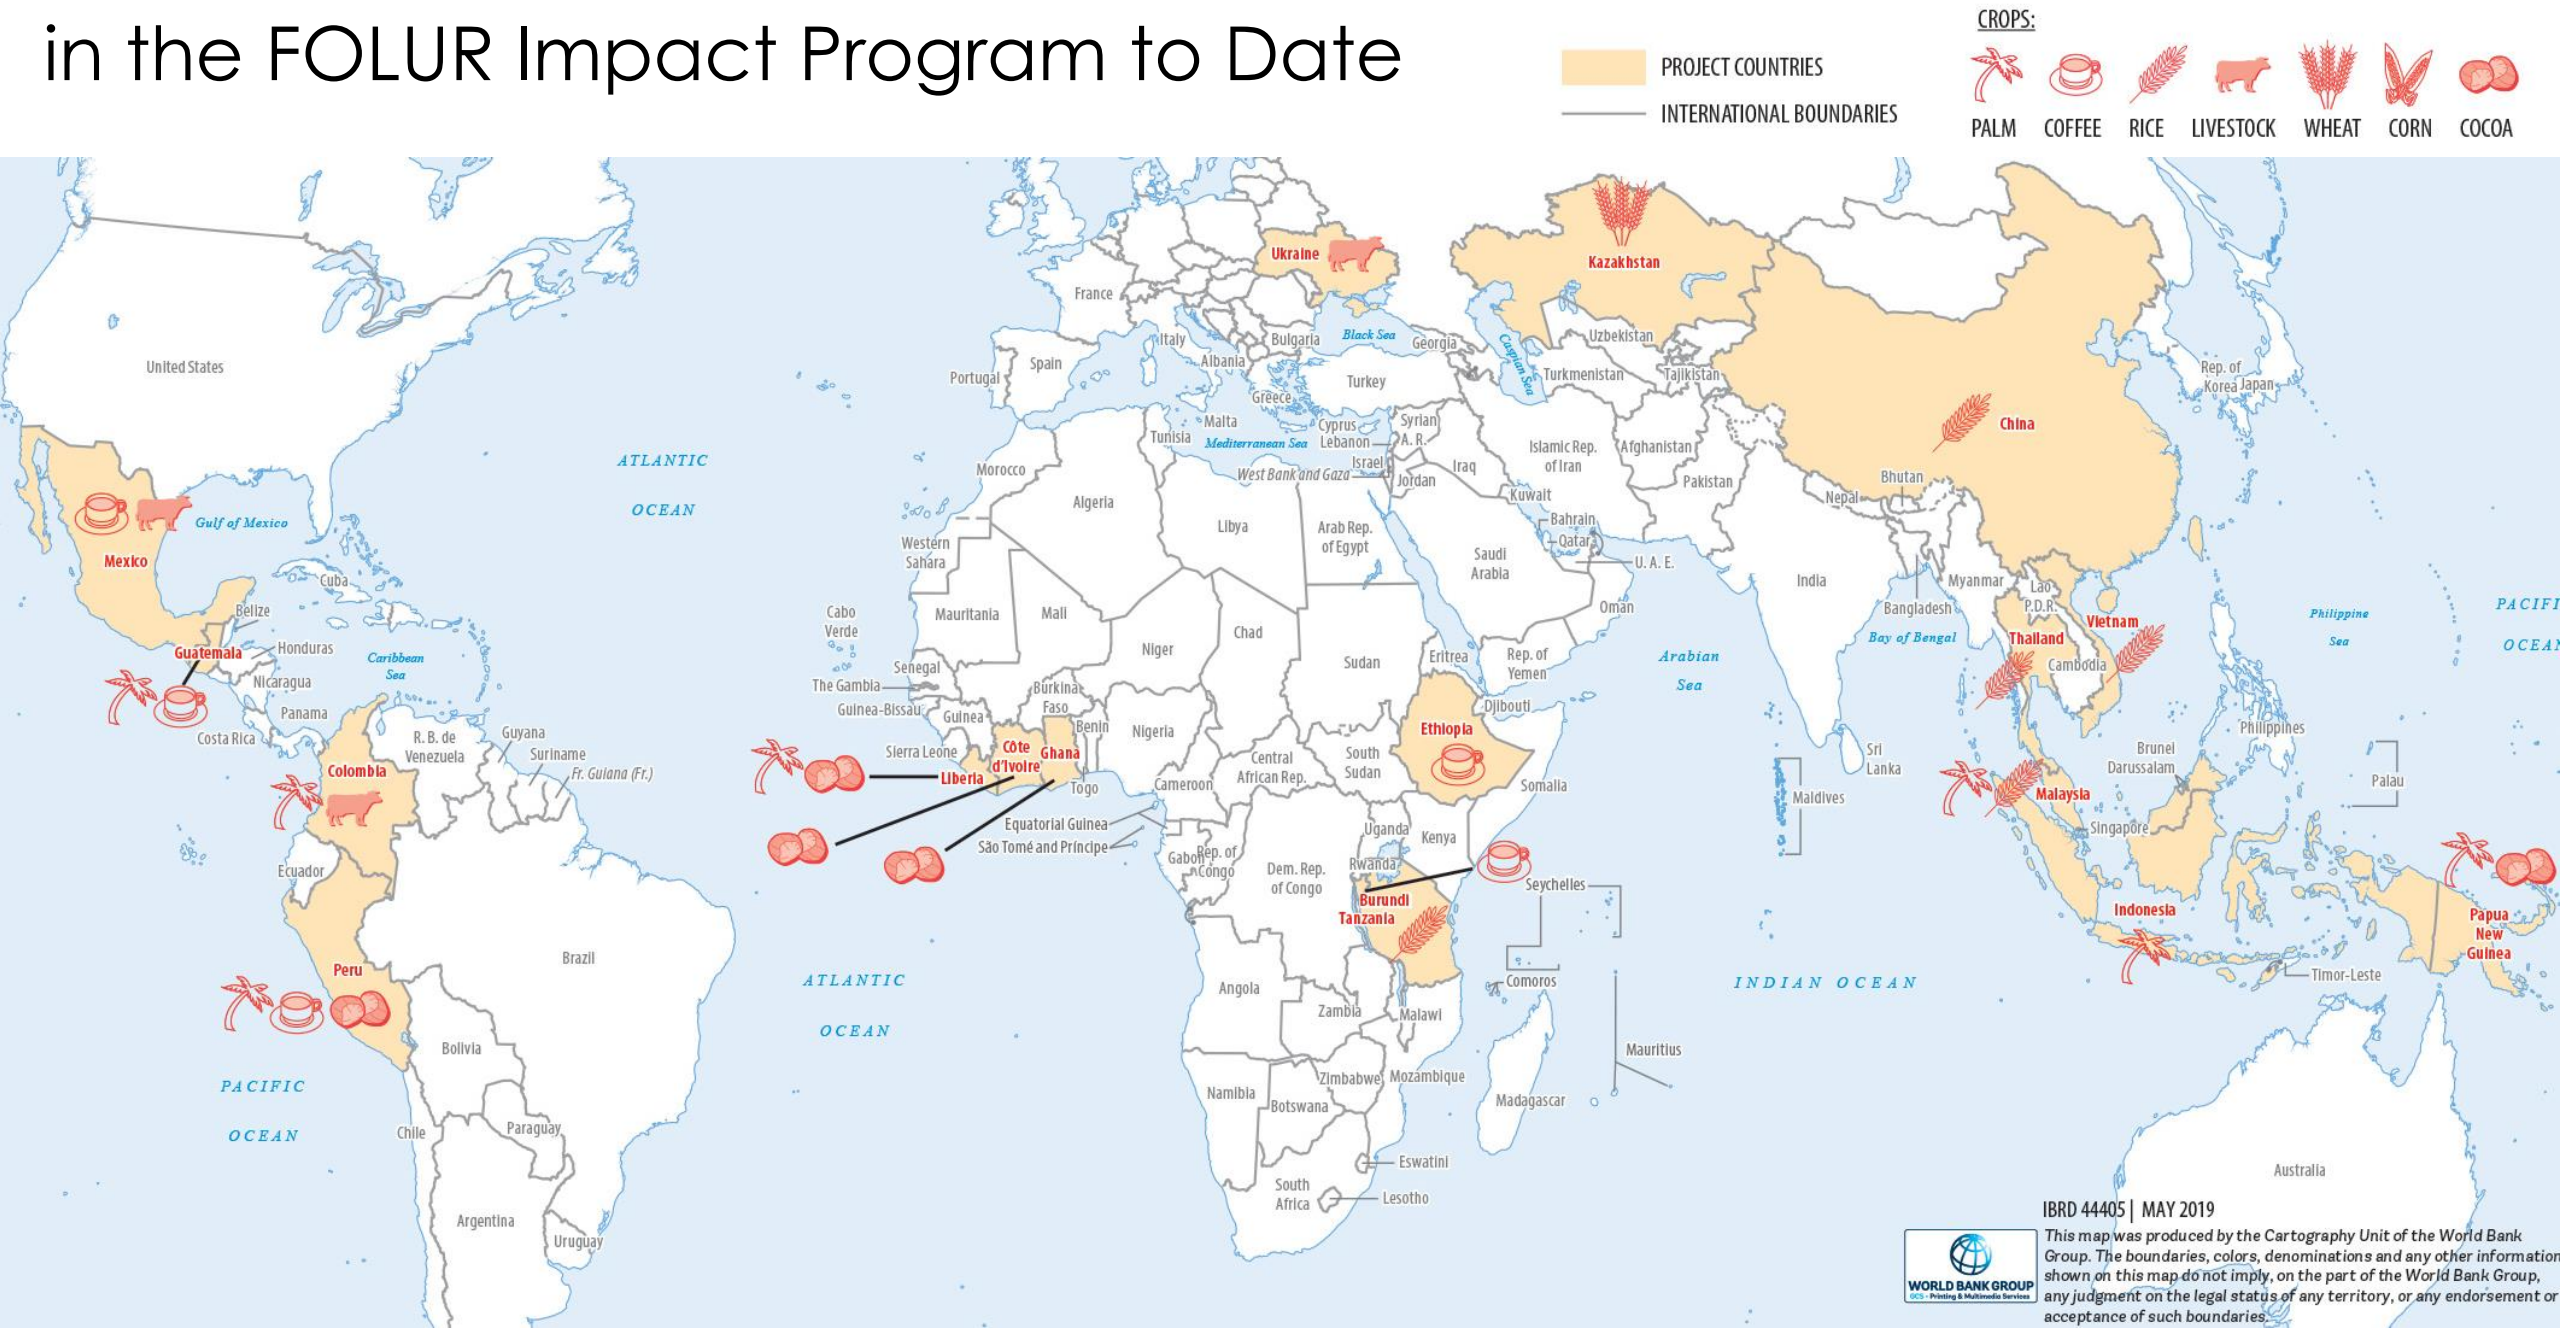 in the FOLUR Impact Program to Date
PROJECT COUNTRIES
INTERNATIONAL BOUNDARIES
CROPS:
PALM
COFFEE
RICE
LIVESTOCK
WHEAT
CORN
COCOA
United States
Mexico
Gulf of Mexico
Cuba
Belize
Guatemala
Honduras
Caribbean
Sea
Nicaragua
Panama
Costa Rica
R. B. de
Venezuela
Guyana
Suriname
Fr. Guiana (Fr.)
Colombia
Ecuador
Peru
Brazil
Bolivia
Chile
Paraguay
Argentina
Uruguay
PACIFIC
OCEAN
ATLANTIC
OCEAN
ATLANTIC
OCEAN
Ukraine
Kazakhstan
France
Italy
Bulgaria
Black Sea
Georgia
Caspian Sea
Uzbekistan
Spain
Portugal
Albania
Greece
Turkey
Turkmenistan
Tajikistan
Malta
Tunisia
Mediterranean Sea
Cyprus
Lebanon
Syrian
A. R.
Israel
West Bank and Gaza
Jordan
Iraq
Islamic Rep.
of Iran
Afghanistan
Kuwait
Pakistan
Bahrain
Qatar
U. A. E.
Saudi
Arabia
Oman
Rep. of
Yemen
Morocco
Algeria
Libya
Arab Rep.
of Egypt
Western
Sahara
Cabo
Verde
Mauritania
Mali
Niger
Chad
Sudan
Eritrea
Djibouti
Senegal
The Gambia
Guinea-Bissau
Guinea
Burkina
Faso
Benin
Nigeria
Sierra Leone
Liberia
Côte
d'Ivoire
Ghana
Togo
Cameroon
Central
African Rep.
South
Sudan
Ethiopia
Somalia
Equatorial Guinea
São Tomé and Príncipe
Gabon
Rep. of
Congo
Dem. Rep.
of Congo
Uganda
Kenya
Rwanda
Burundi
Tanzania
Seychelles
Comoros
Angola
Zambia
Malawi
Mauritius
Zimbabwe
Mozambique
Namibia
Botswana
Madagascar
Eswatini
Lesotho
South
Africa
China
Rep. of
Korea
Japan
Bhutan
Nepal
India
Bangladesh
Myanmar
Lao
P.D.R.
Vietnam
Thailand
Cambodia
Bay of Bengal
Arabian
Sea
Sri
Lanka
Maldives
Philippine
Sea
Philippines
Brunei
Darussalam
Palau
Malaysia
Singapore
Indonesia
Papua
New
Guinea
Timor-Leste
INDIAN OCEAN
PACIFI
OCEAN
Australia
IBRD 44405 | MAY 2019
This map was produced by the Cartography Unit of the World Bank
Group. The boundaries, colors, denominations and any other information
shown on this map do not imply, on the part of the World Bank Group,
any judgment on the legal status of any territory, or any endorsement or
acceptance of such boundaries.
WORLD BANK GROUP
GCS - Printing & Multimedia Services